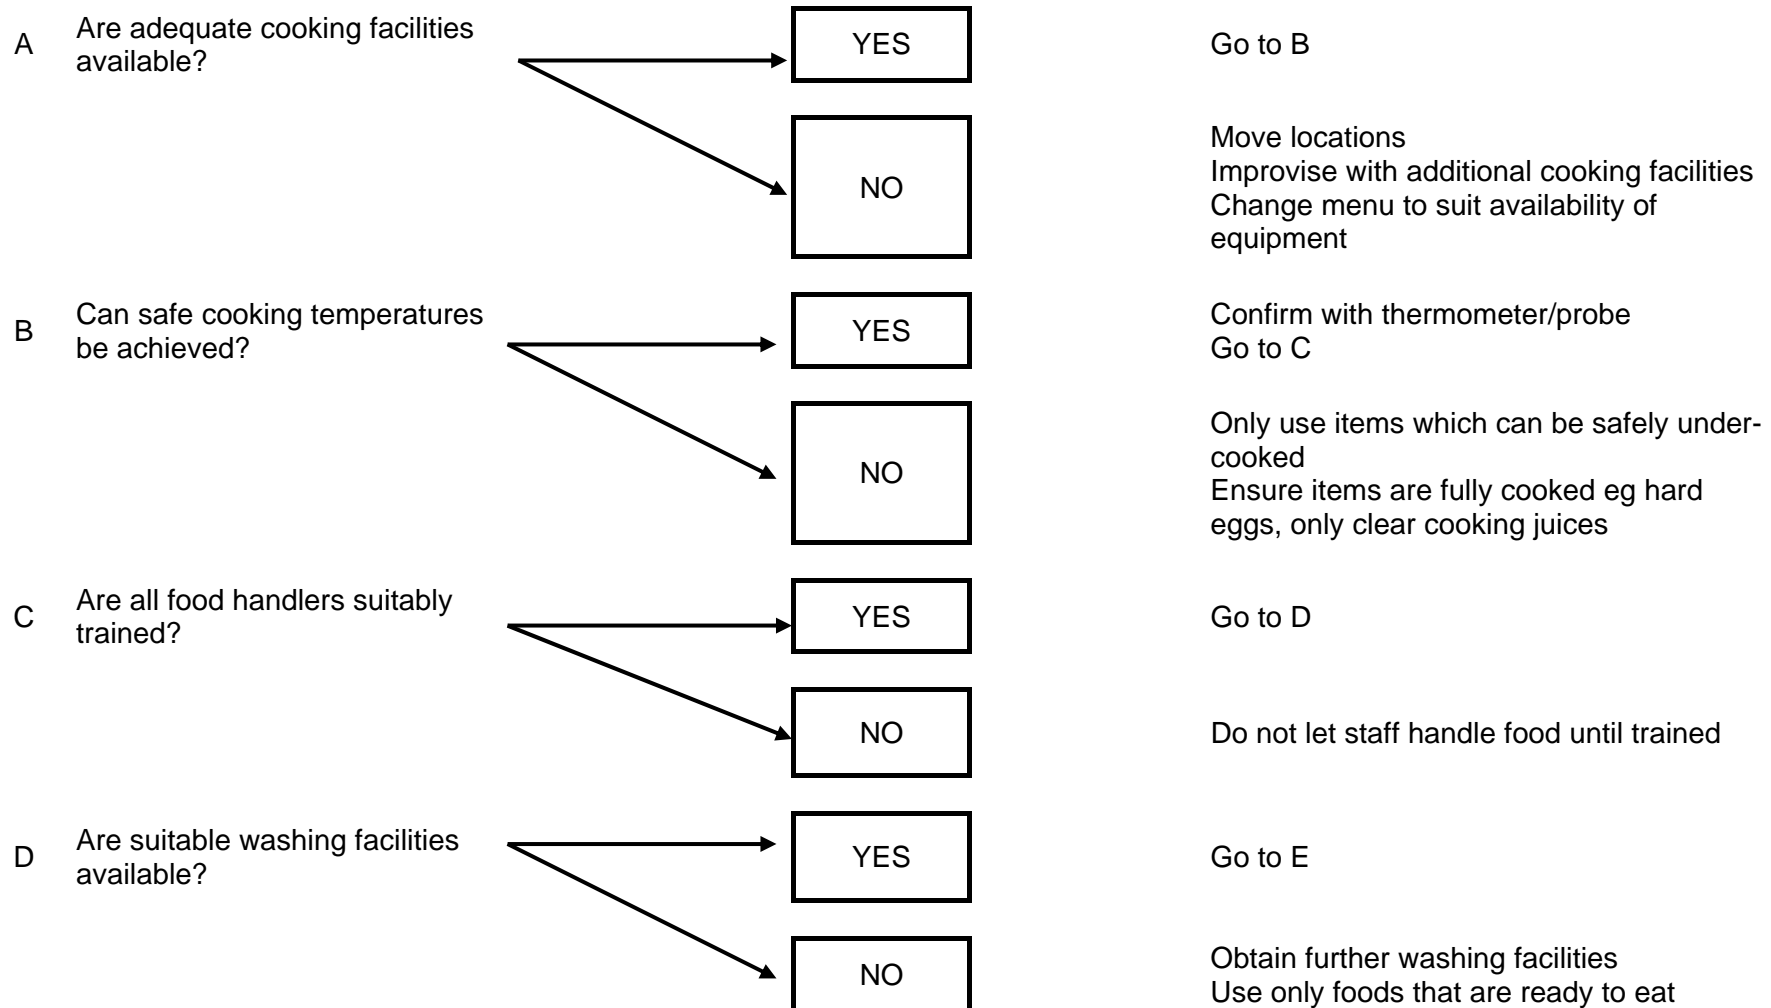 A
Are adequate cooking facilities
available?
YES
Go to B
NO
Move locations
Improvise with additional cooking facilities
Change menu to suit availability of
equipment
B
Can safe cooking temperatures
be achieved?
YES
Confirm with thermometer/probe
Go to C
NO
Only use items which can be safely under-
cooked
Ensure items are fully cooked eg hard
eggs, only clear cooking juices
C
Are all food handlers suitably
trained?
YES
Go to D
NO
Do not let staff handle food until trained
D
Are suitable washing facilities
available?
YES
Go to E
NO
Obtain further washing facilities
Use only foods that are ready to eat